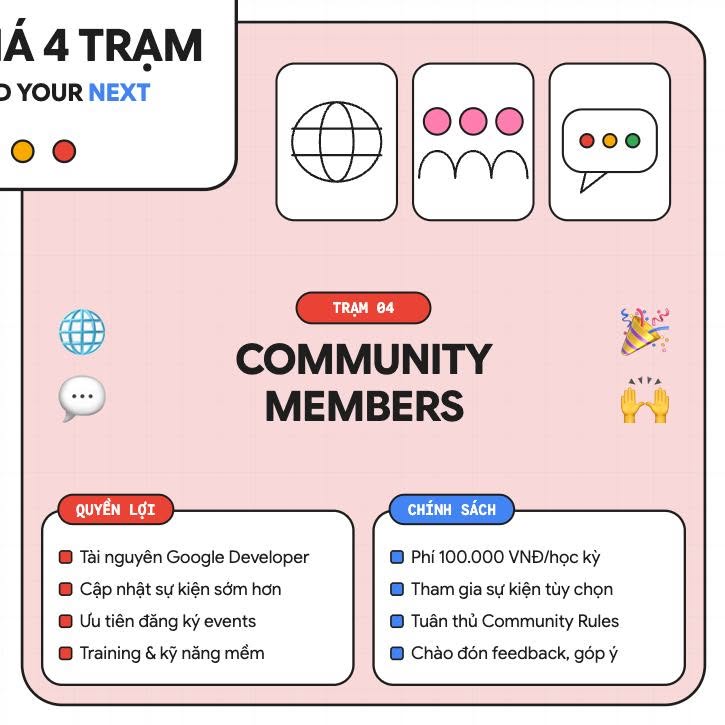 Á 4 TRẠM
D YOUR NEXT
TRẠM 04
COMMUNITY
MEMBERS
QUYỀN LỢI
Tài nguyên Google Developer
Cập nhật sự kiện sớm hơn
Ưu tiên đăng ký events
Training & kỹ năng mềm
CHÍNH SÁCH
Phí 100.000 VNĐ/học kỳ
Tham gia sự kiện tùy chọn
Tuân thủ Community Rules
Chào đón feedback, góp ý